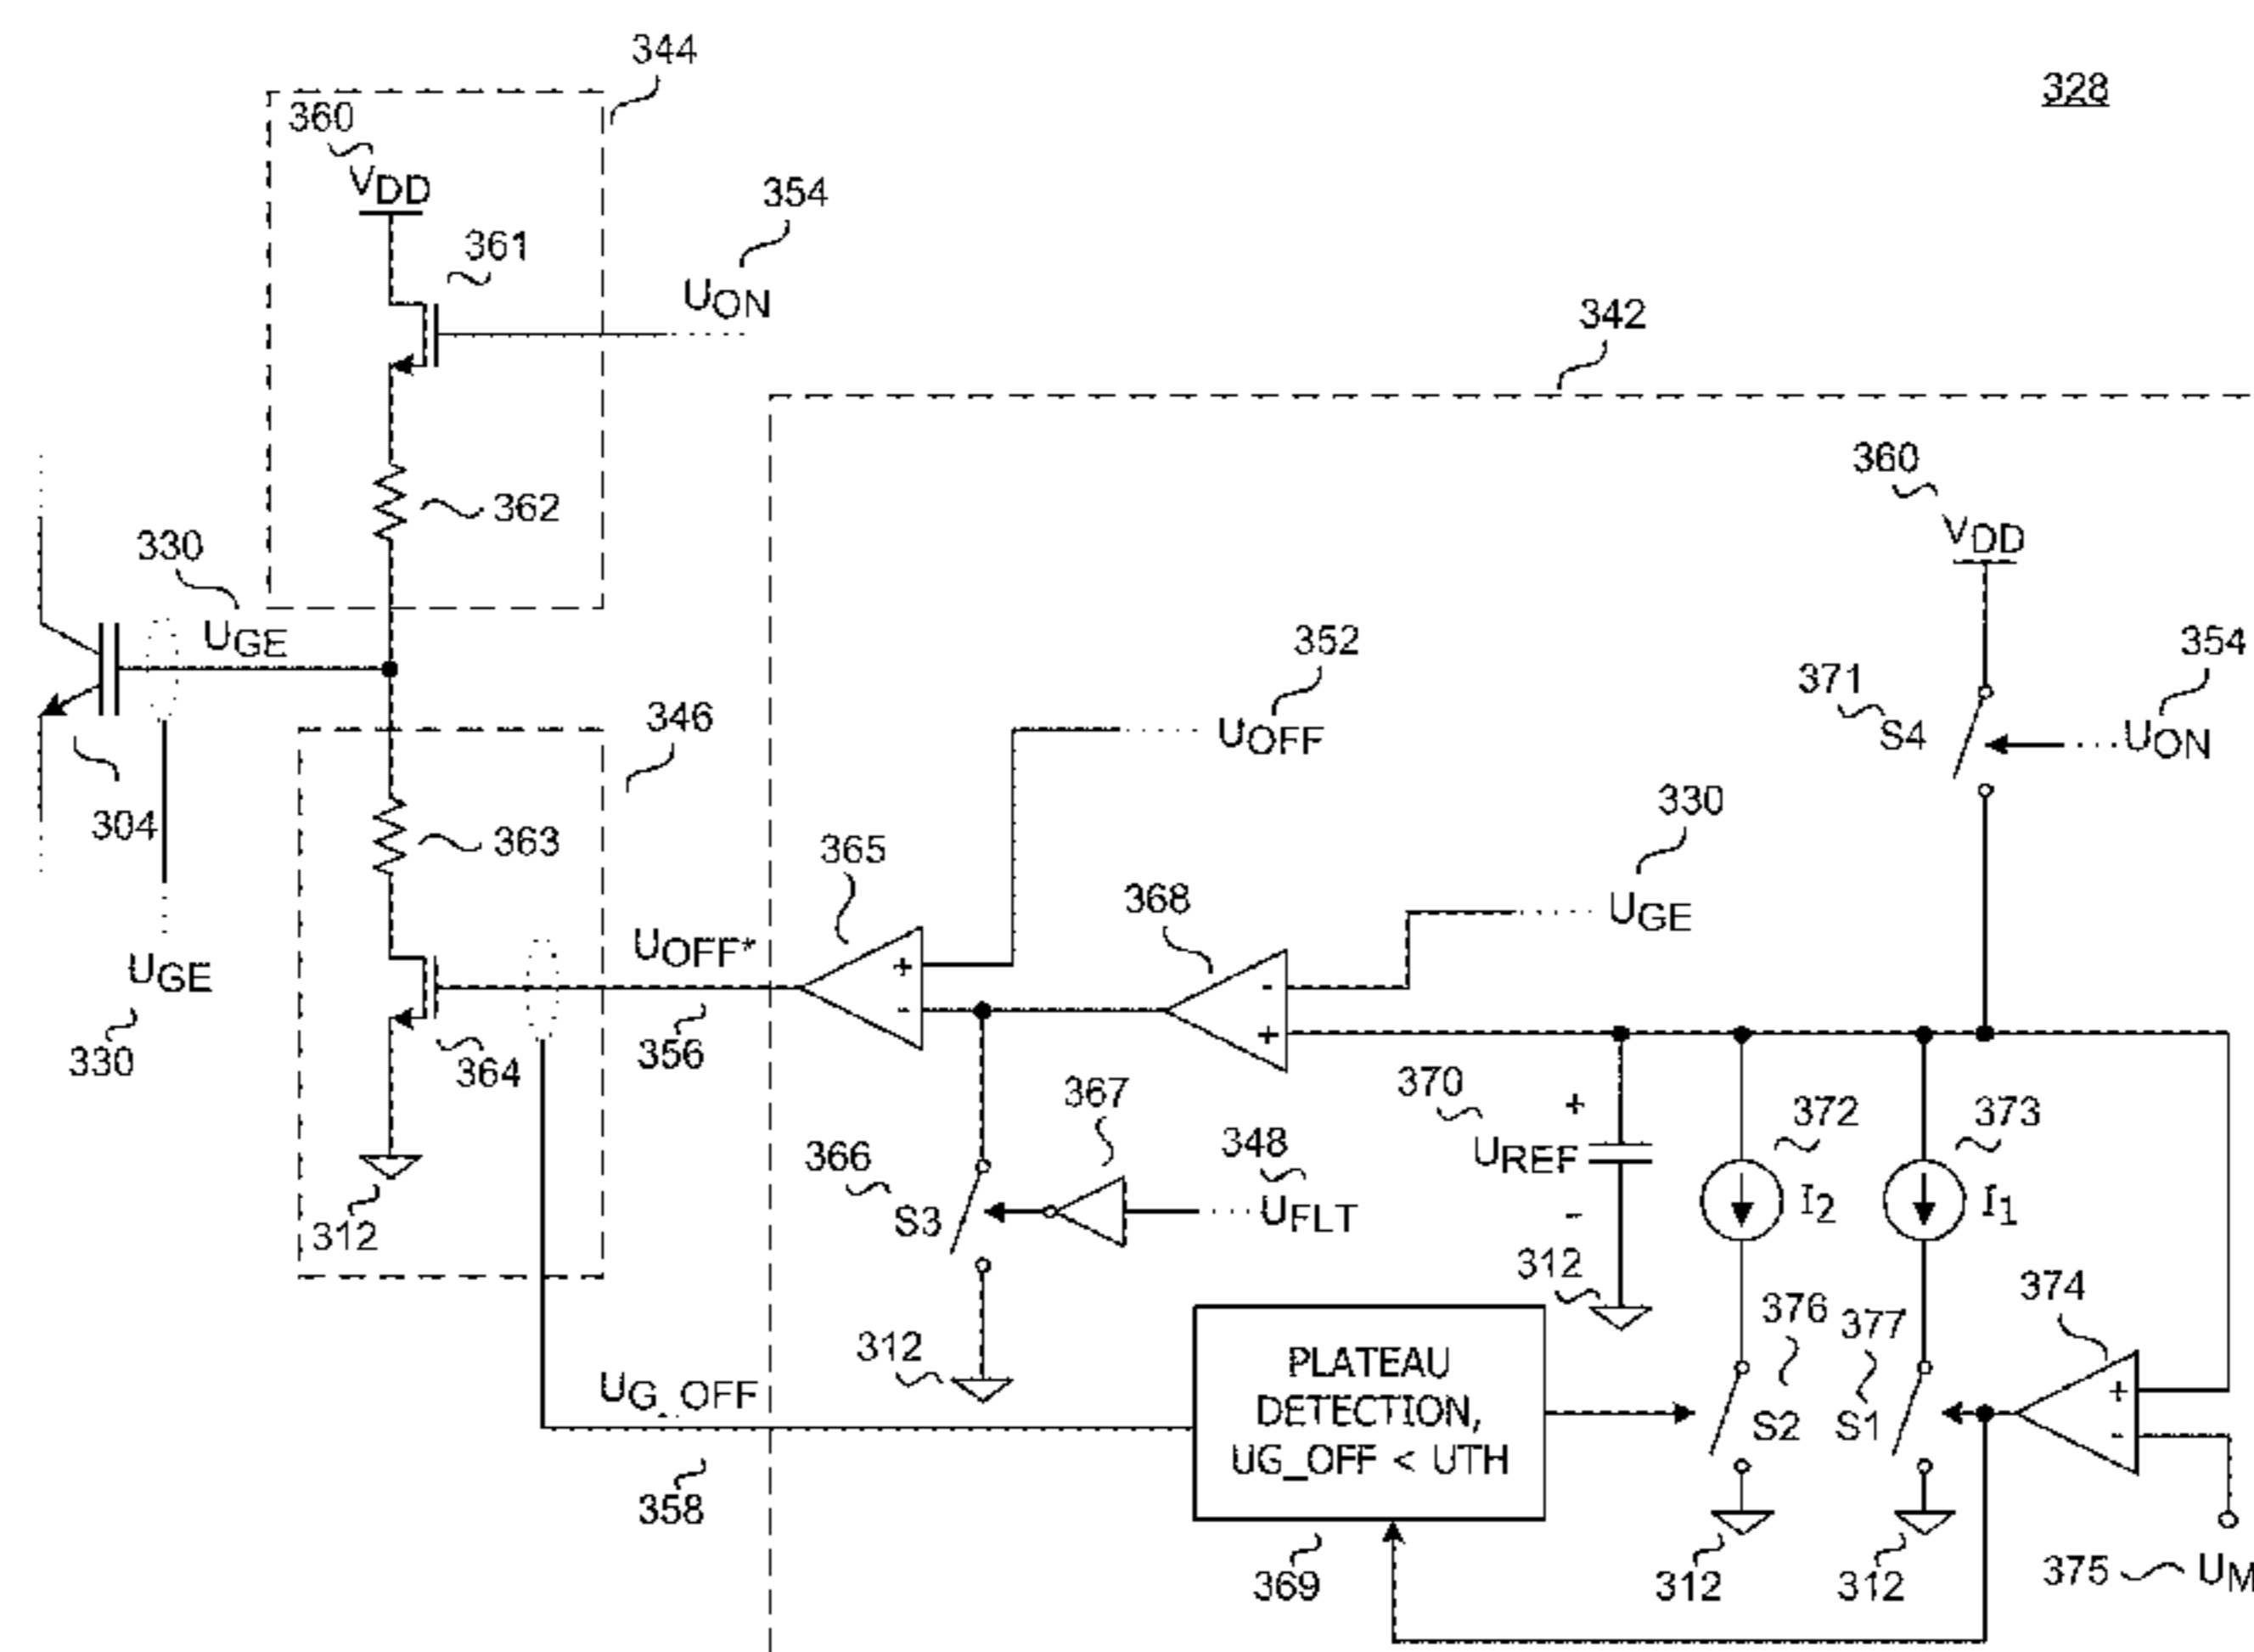 344
328
360
VDD
354
361
UON
342
362
360
VDD
330
UGE
352
UOFF
354
371
S4
UON
346
304
363
330
UGE
365
368
UGE
330
UOFF*
+
-
-
+
356
364
370
+
UREF
-
372
I2
373
I1
366
S3
367
348
UFLT
312
312
374
376
377
312
PLATEAU
DETECTION,
UG_OFF < UTH
UG_OFF
S2
S1
+
-
358
369
312
312
375
UM